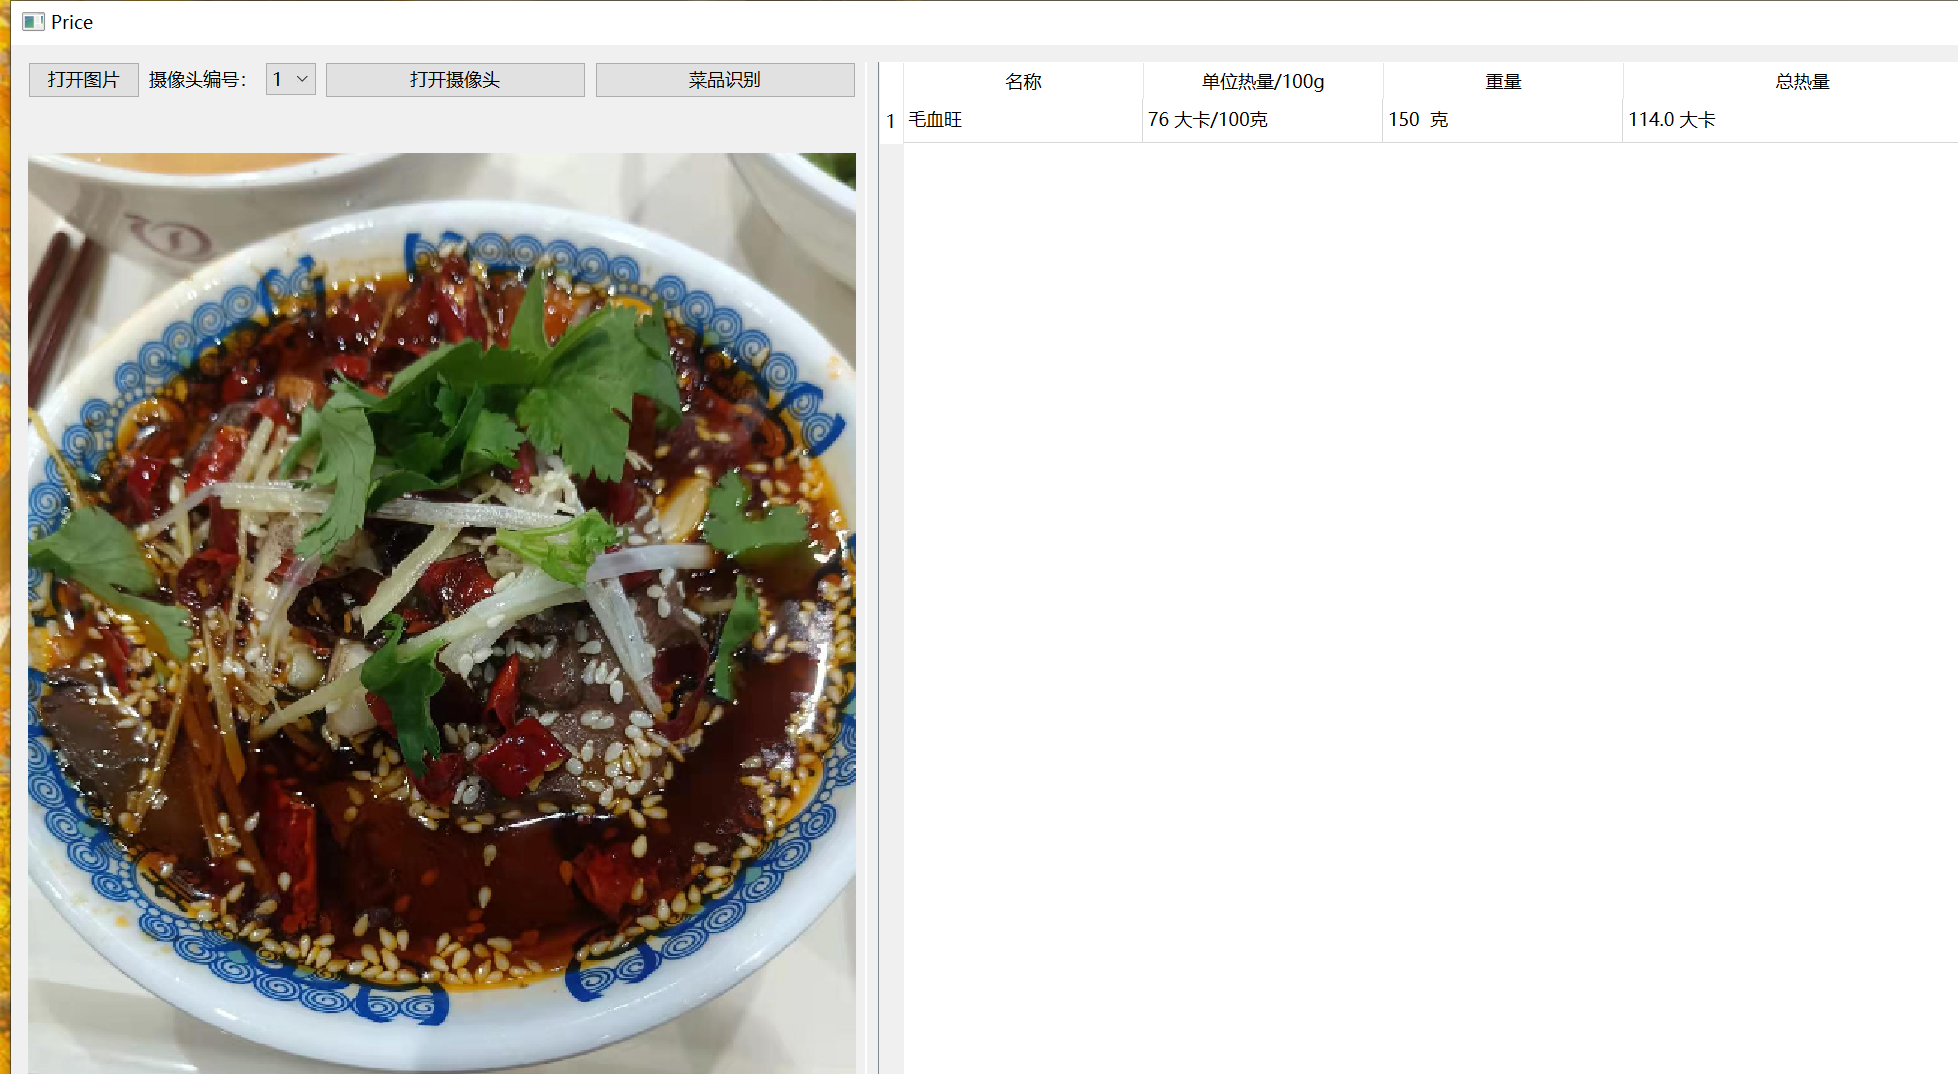 Price
打开图片 摄像头编号： 1 打开摄像头 菜品识别
名称 单位热量/100g 重量 总热量
1 毛血旺 76 大卡/100克 150 克 114.0 大卡